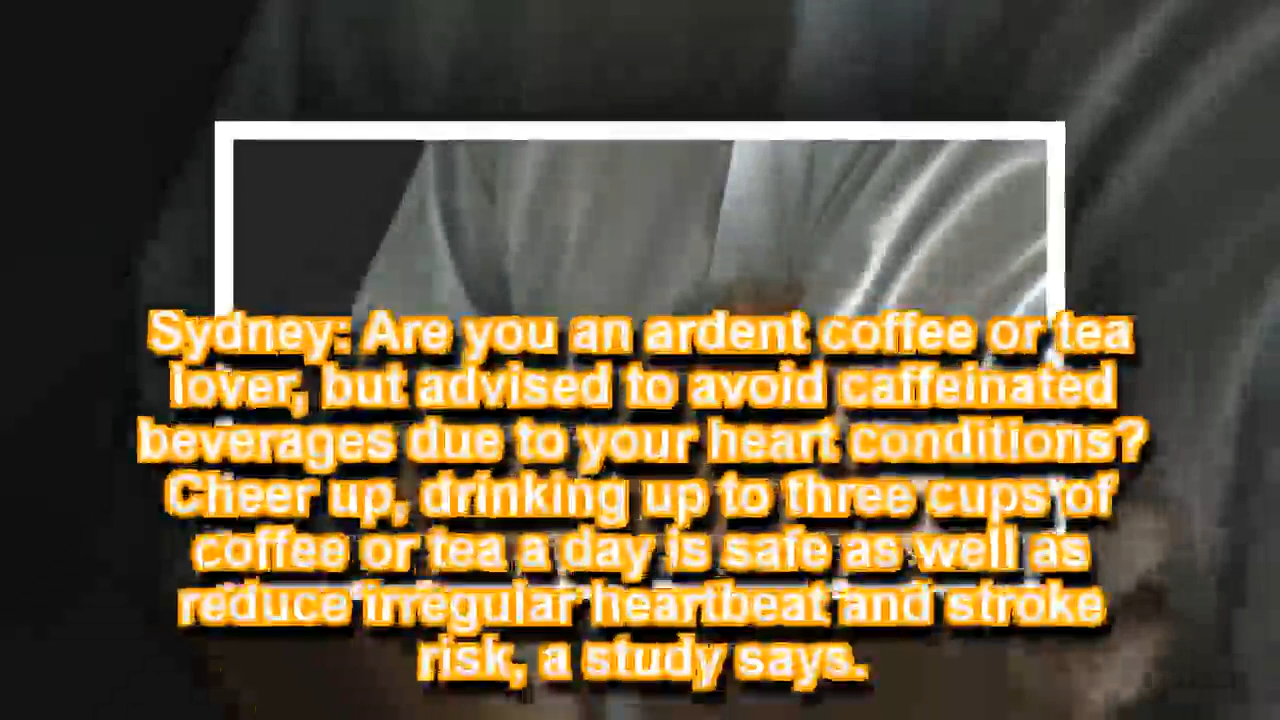 Sydney: Are you an ardent coffee or tea
lover, but advised to avoid caffeinated
beverages due to your heart conditions?
Cheer up, drinking up to three cups of
coffee or tea a day is safe as well as
reduce irregular heartbeat and stroke
risk, a study says.